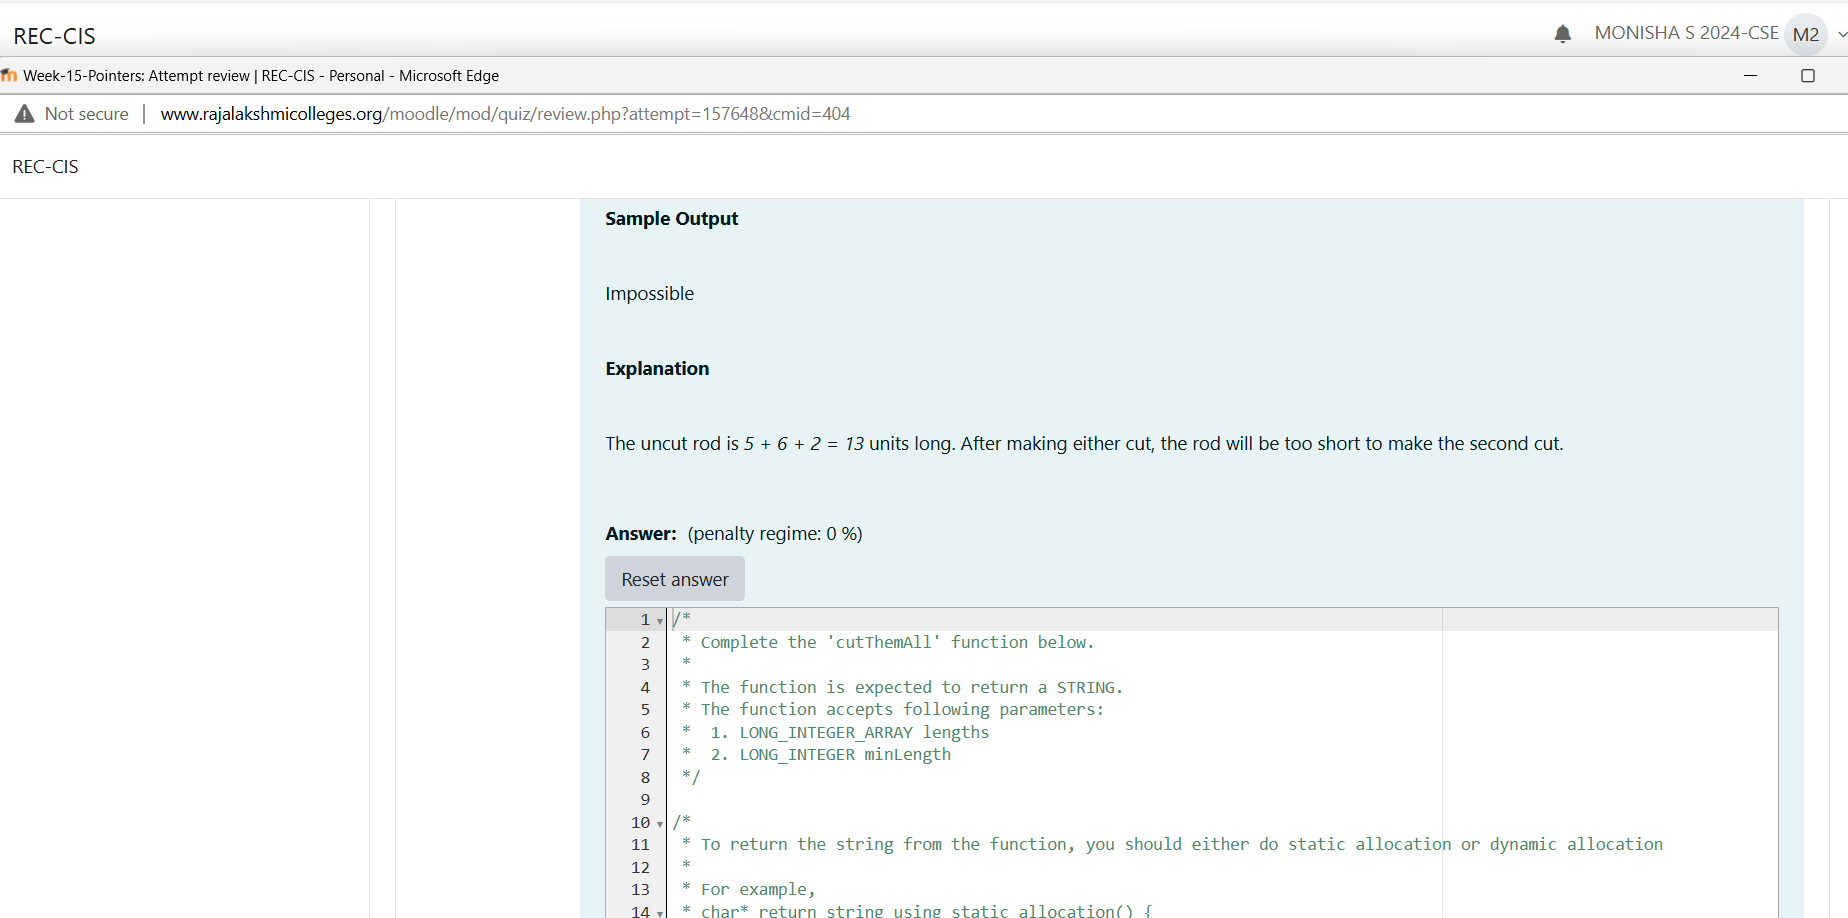 REC-CIS
MONISHA S 2024-CSE M2
Week-15-Pointers: Attempt review | REC-CIS - Personal - Microsoft Edge
Not secure | www.rajalakshmicolleges.org/moodle/mod/quiz/review.php?attempt=157648&cmid=404
REC-CIS
Sample Output
Impossible
Explanation
The uncut rod is 5 + 6 + 2 = 13 units long. After making either cut, the rod will be too short to make the second cut.
Answer: (penalty regime: 0 %)
Reset answer
1 /*
2 * Complete the 'cutThemAll' function below.
3 *
4 * The function is expected to return a STRING.
5 * The function accepts following parameters:
6 * 1. LONG_INTEGER_ARRAY lengths
7 * 2. LONG_INTEGER minLength
8 */
9
10 /*
11 * To return the string from the function, you should either do static allocation or dynamic allocation
12 *
13 * For example,
14 * char* return_string_using_static_allocation() {